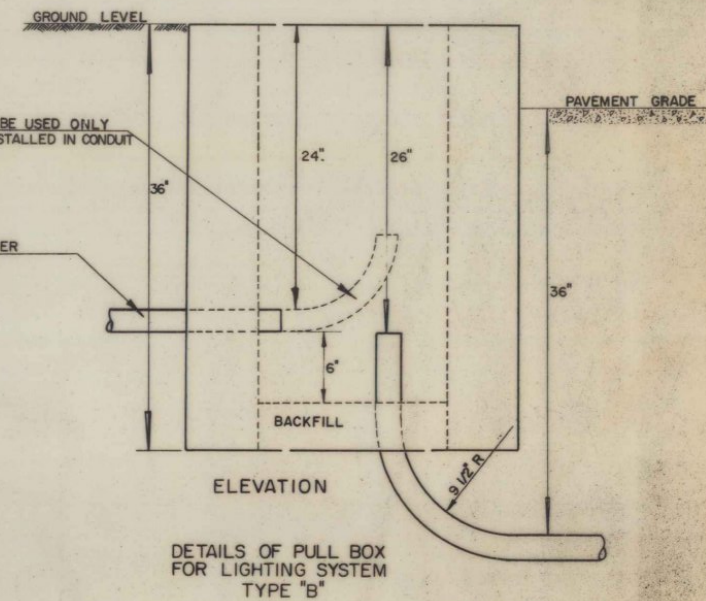 GROUND LEVEL
PAVEMENT GRADE
BE USED ONLY
STALLED IN CONDUIT
24"
26"
36"
ER
36"
6"
BACKFILL
9 1/2" R
ELEVATION
DETAILS OF PULL BOX
FOR LIGHTING SYSTEM
TYPE "B"